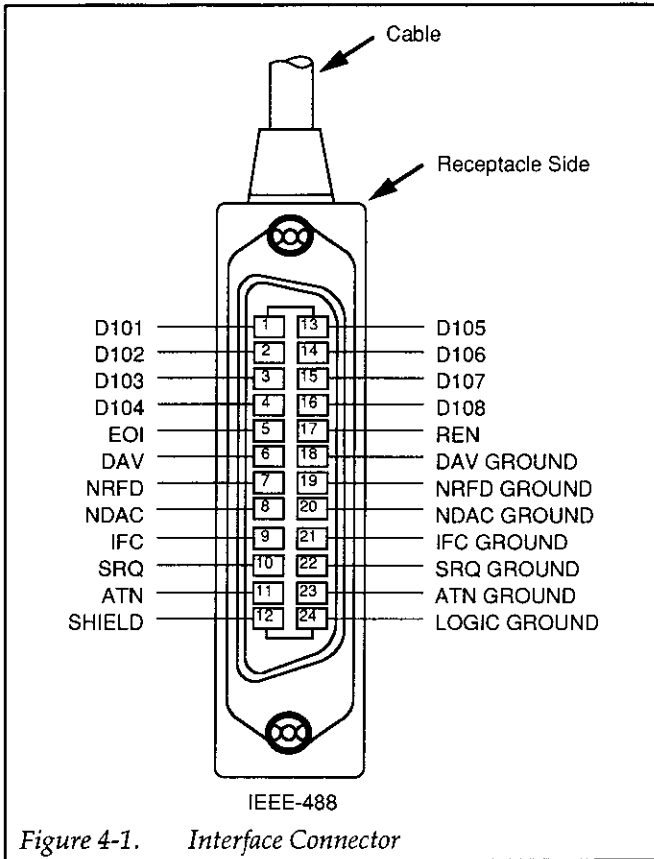 Cable
Receptacle Side
D101 1 13 D105
D102 2 14 D106
D103 3 15 D107
D104 4 16 D108
EOI 5 17 REN
DAV 6 18 DAV GROUND
NRFD 7 19 NRFD GROUND
NDAC 8 20 NDAC GROUND
IFC 9 21 IFC GROUND
SRQ 10 22 SRQ GROUND
ATN 11 23 ATN GROUND
SHIELD 12 24 LOGIC GROUND
IEEE-488
Figure 4-1. Interface Connector